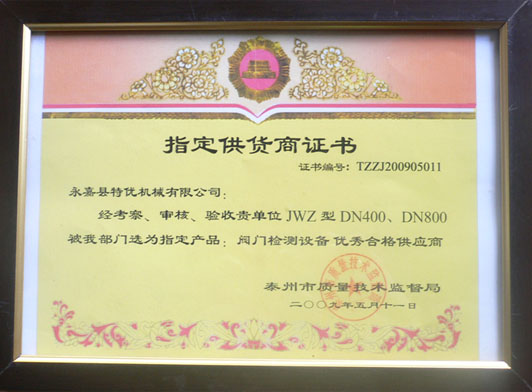 指定供货商证书
证书编号：TZZJ200905011
永嘉县特优机械有限公司：
经考察、审核、验收贵单位 JWZ 型 DN400、DN800
被我部门选为指定产品：阀门检测设备 优秀合格供应商
泰州市质量技术监督局
二〇〇九年五月十一日